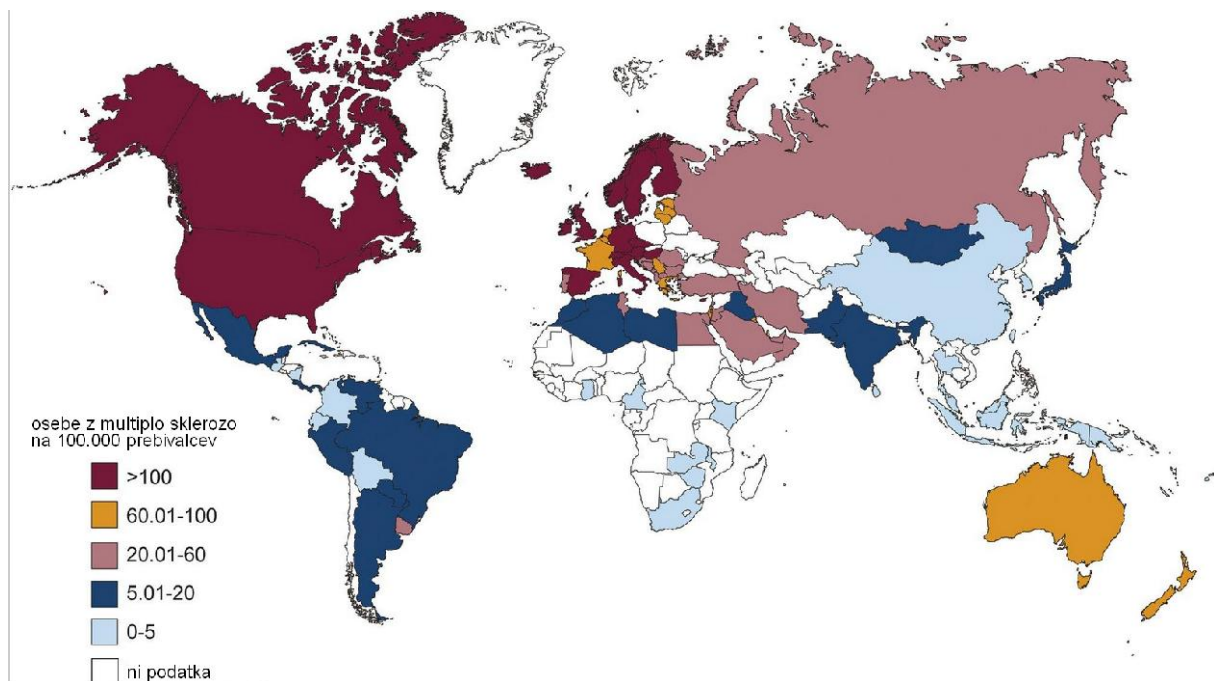 osebe z multiplo sklerozo
na 100.000 prebivalcev
>100
60.01-100
20.01-60
5.01-20
0-5
ni podatka